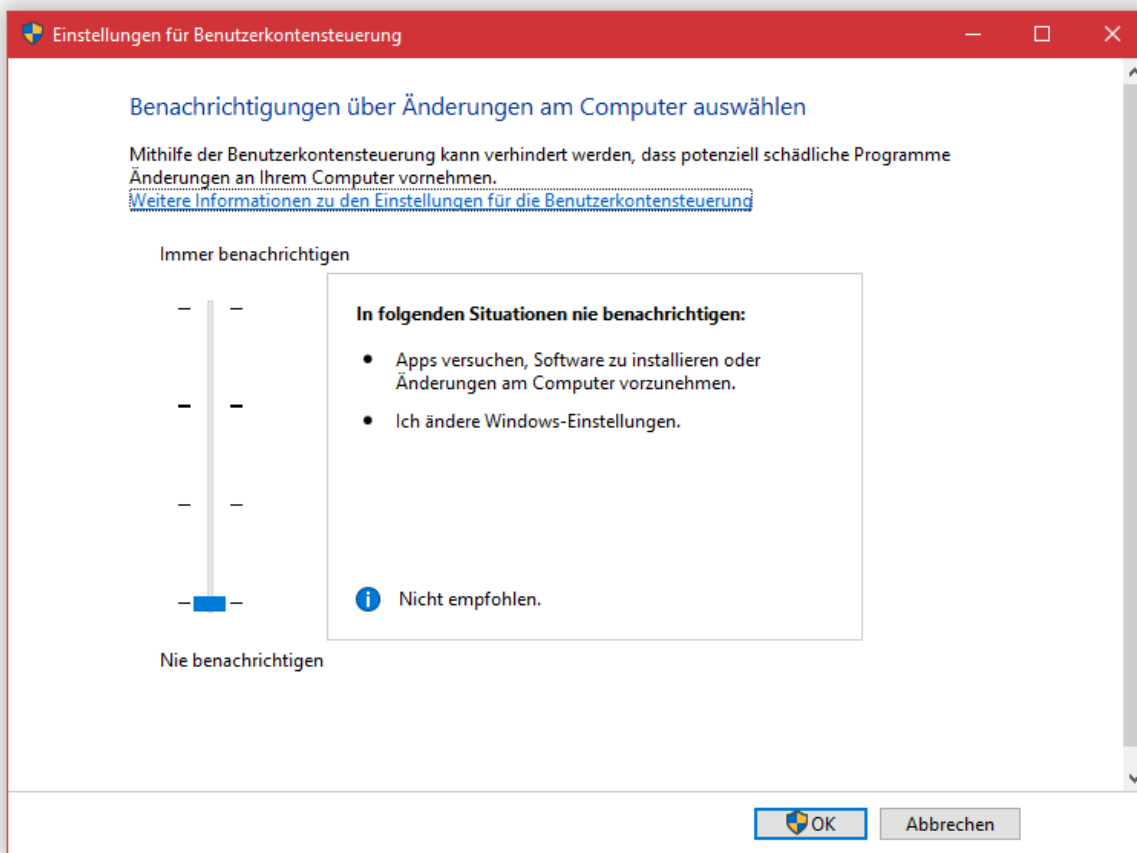 Einstellungen für Benutzerkontensteuerung
Benachrichtigungen über Änderungen am Computer auswählen
Mithilfe der Benutzerkontensteuerung kann verhindert werden, dass potenziell schädliche Programme
Änderungen an Ihrem Computer vornehmen.
Weitere Informationen zu den Einstellungen für die Benutzerkontensteuerung
Immer benachrichtigen
In folgenden Situationen nie benachrichtigen:
Apps versuchen, Software zu installieren oder
Änderungen am Computer vorzunehmen.
Ich ändere Windows-Einstellungen.
Nicht empfohlen.
Nie benachrichtigen
OK
Abbrechen